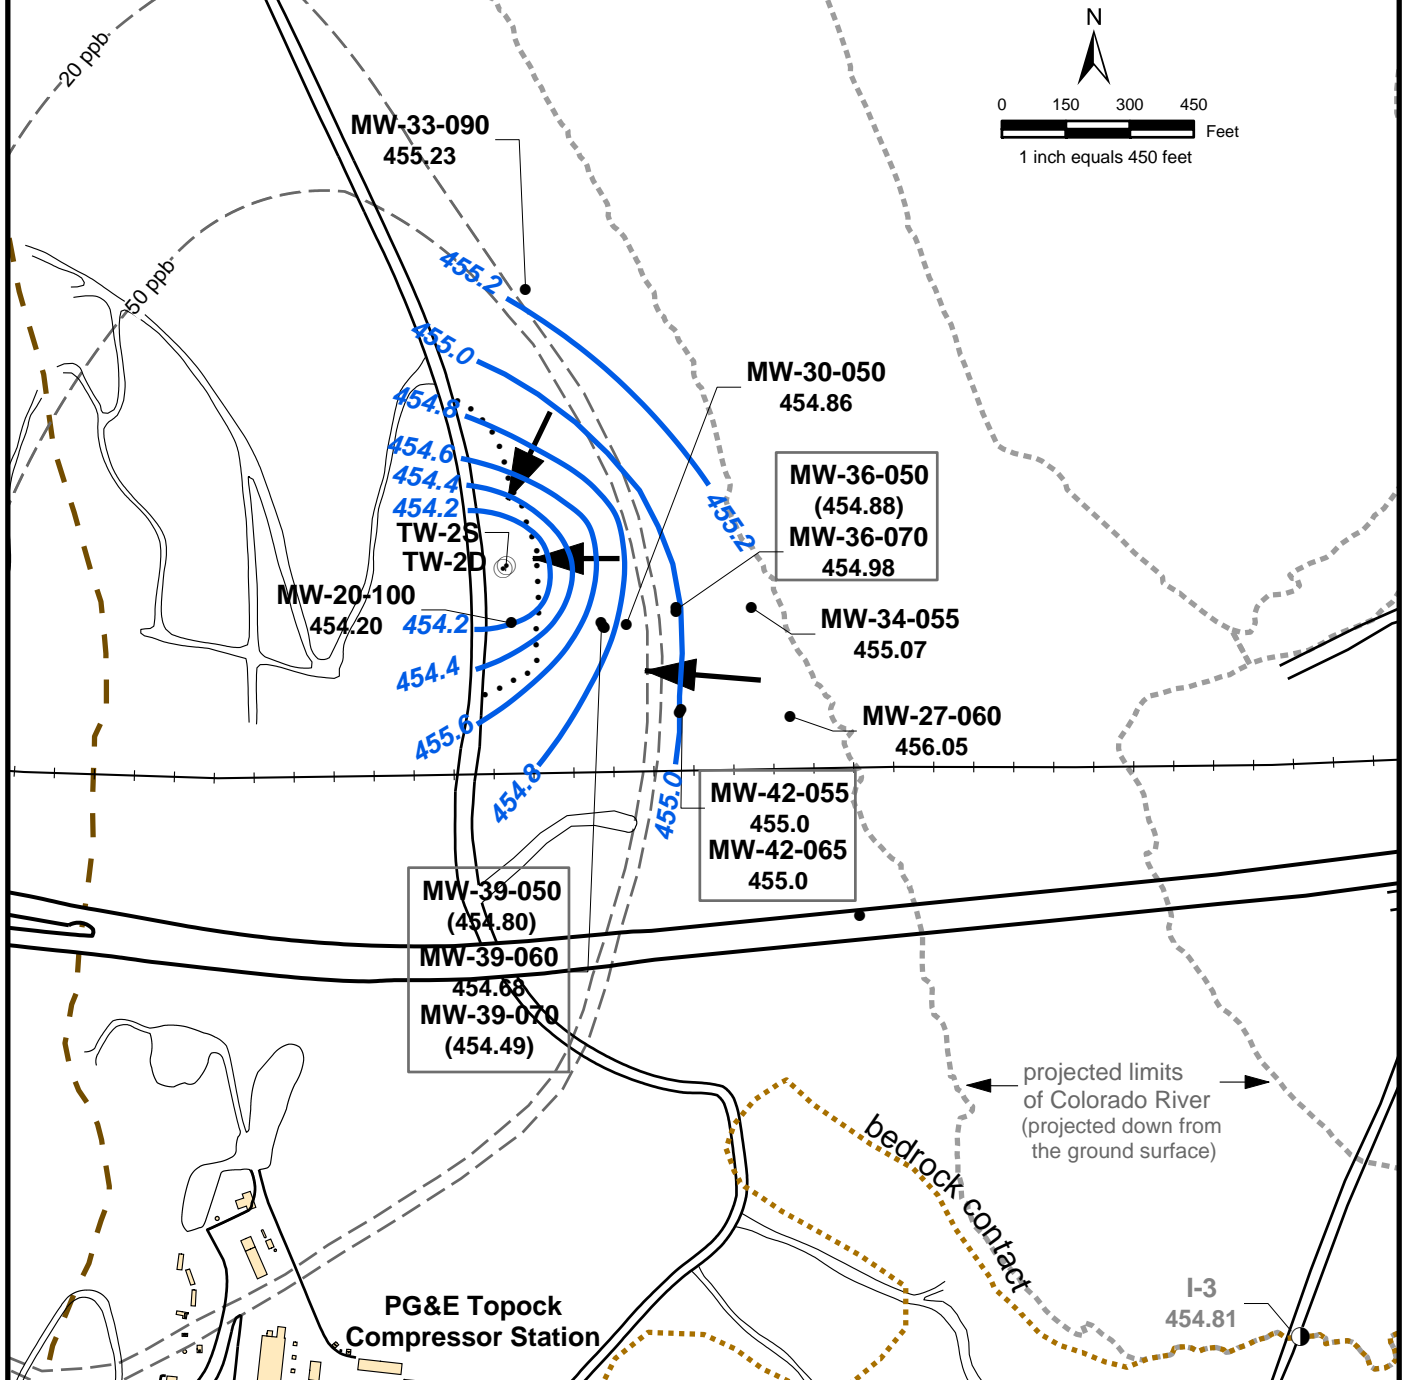 N
0 150 300 450
Feet
1 inch equals 450 feet
20 ppb
50 ppb
MW-33-090
455.23
455.2
455.0
454.8
454.6
454.4
454.2
TW-2S
TW-2D
MW-20-100
454.20
454.2
454.4
455.6
454.8
455.0
455.2
MW-30-050
454.86
MW-36-050
(454.88)
MW-36-070
454.98
MW-34-055
455.07
MW-27-060
456.05
MW-42-055
455.0
MW-42-065
455.0
MW-39-050
(454.80)
MW-39-060
454.68
MW-39-070
(454.49)
projected limits
of Colorado River
(projected down from
the ground surface)
bedrock contact
I-3
454.81
PG&E Topock
Compressor Station